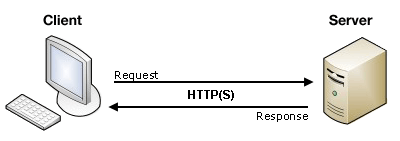 Client
Server
Request
HTTP(S)
Response